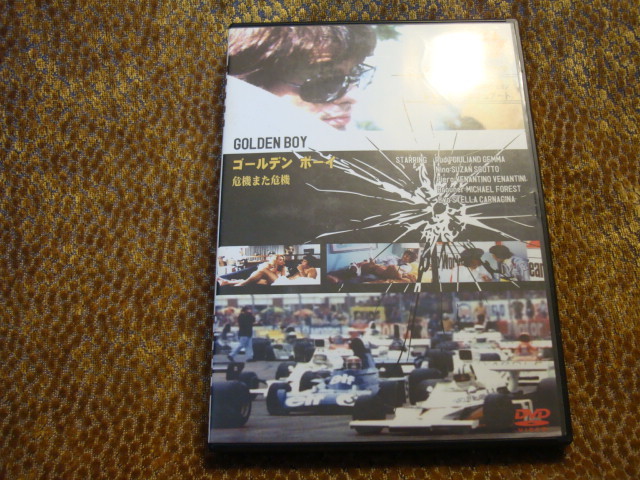 GOLDEN BOY
ゴールデン ボーイ
危機また危機
STARRING GIULIANO GEMMA
SUZAN SCOTTO
VENANTINO VENANTINI
MICHAEL FOREST
STELLA CARNACINA
elf
DVD